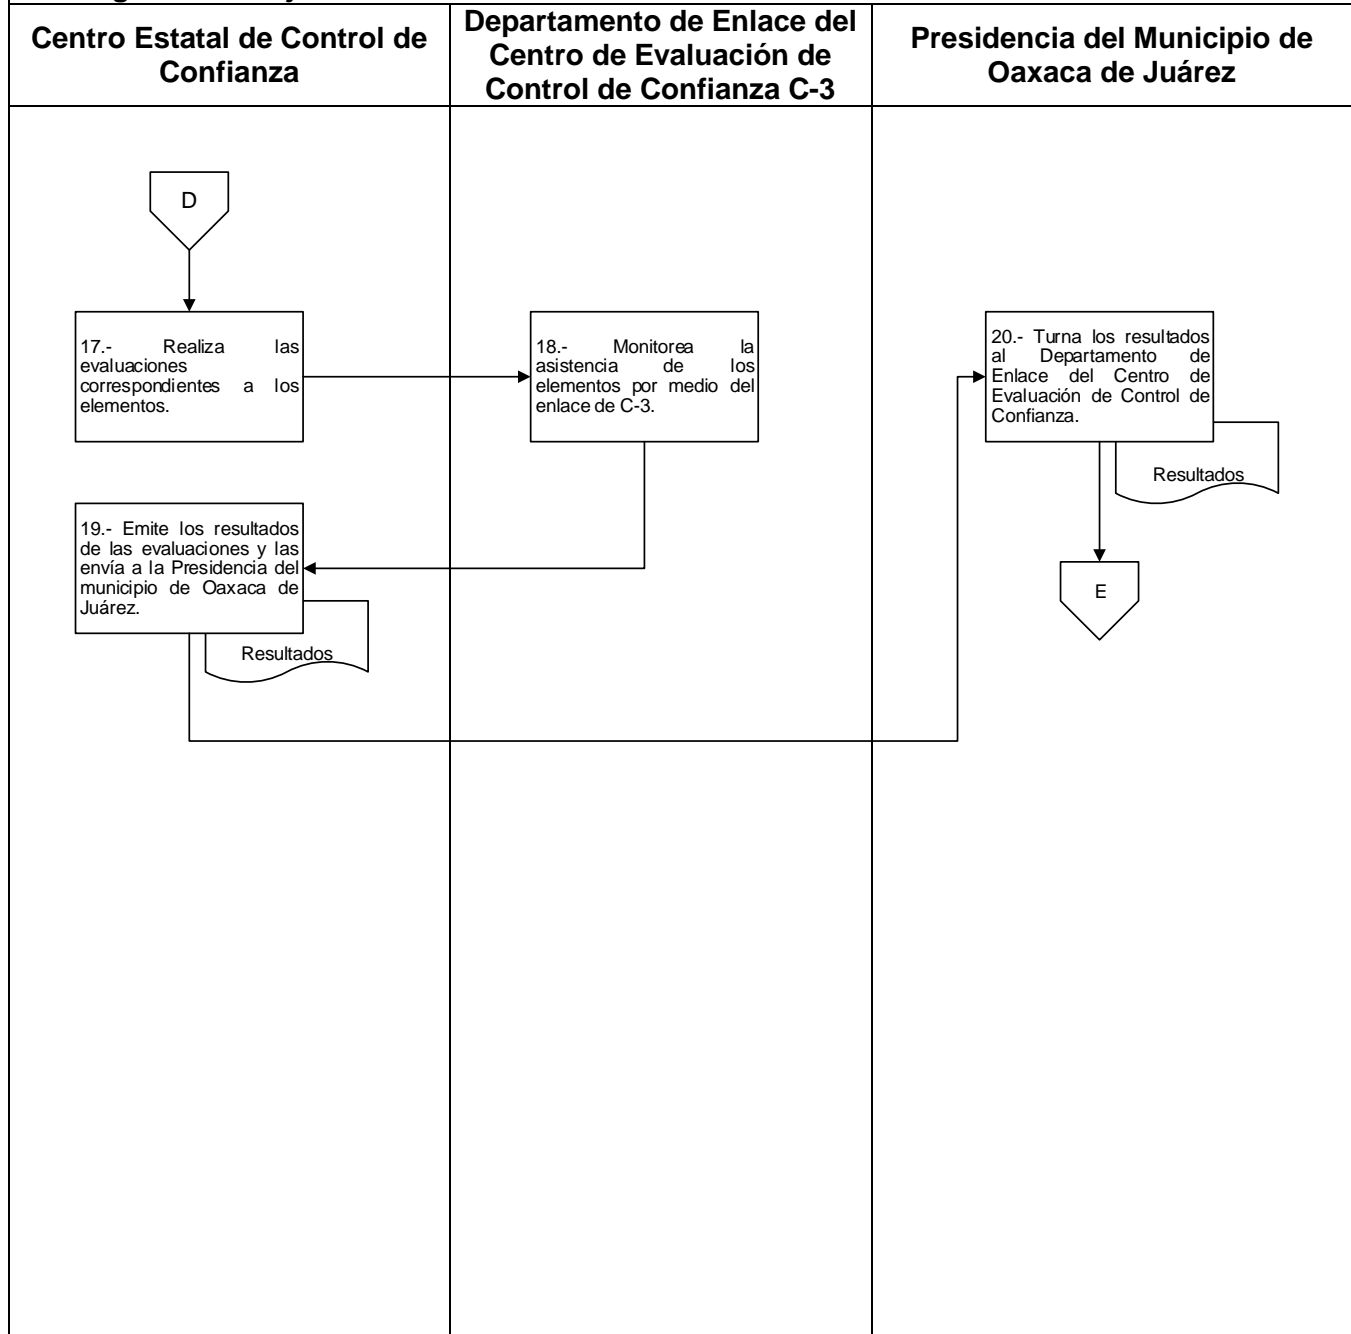 Centro Estatal de Control de
Confianza
Departamento de Enlace del
Centro de Evaluación de
Control de Confianza C-3
Presidencia del Municipio de
Oaxaca de Juárez
D
17.- Realiza las
evaluaciones
correspondientes a los
elementos.
18.- Monitorea la
asistencia de los
elementos por medio del
enlace de C-3.
19.- Emite los resultados
de las evaluaciones y las
envía a la Presidencia del
municipio de Oaxaca de
Juárez.
Resultados
20.- Turna los resultados
al Departamento de
Enlace del Centro de
Evaluación de Control de
Confianza.
Resultados
E